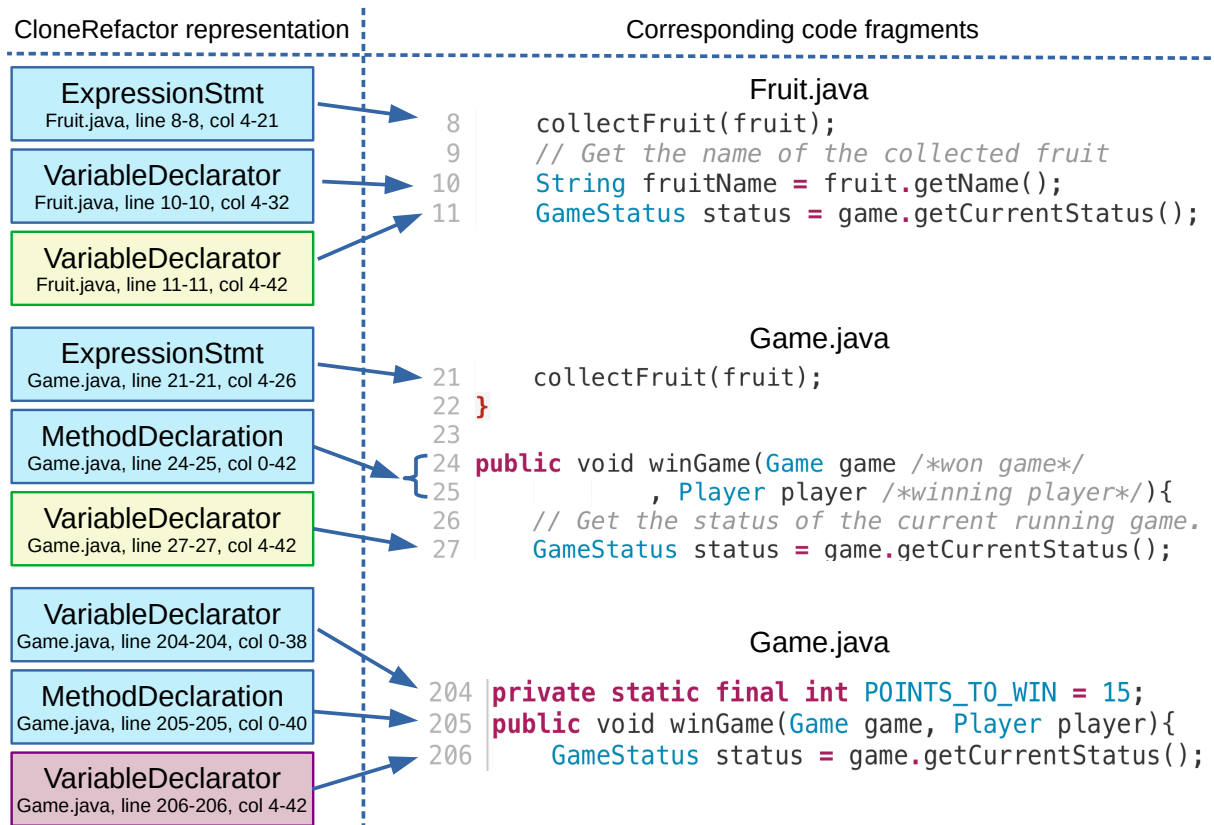 CloneRefactor representation
Corresponding code fragments
ExpressionStmt
Fruit.java, line 8-8, col 4-21
VariableDeclarator
Fruit.java, line 10-10, col 4-32
VariableDeclarator
Fruit.java, line 11-11, col 4-42
Fruit.java
8 collectFruit(fruit);
9 // Get the name of the collected fruit
10 String fruitName = fruit.getName();
11 GameStatus status = game.getCurrentStatus();
ExpressionStmt
Game.java, line 21-21, col 4-26
MethodDeclaration
Game.java, line 24-25, col 0-42
VariableDeclarator
Game.java, line 27-27, col 4-42
Game.java
21 collectFruit(fruit);
22 }
23
24 public void winGame(Game game /*won game*/
25 , Player player /*winning player*/){
26 // Get the status of the current running game.
27 GameStatus status = game.getCurrentStatus();
VariableDeclarator
Game.java, line 204-204, col 0-38
MethodDeclaration
Game.java, line 205-205, col 0-40
VariableDeclarator
Game.java, line 206-206, col 4-42
Game.java
204 private static final int POINTS_TO_WIN = 15;
205 public void winGame(Game game, Player player){
206 GameStatus status = game.getCurrentStatus();